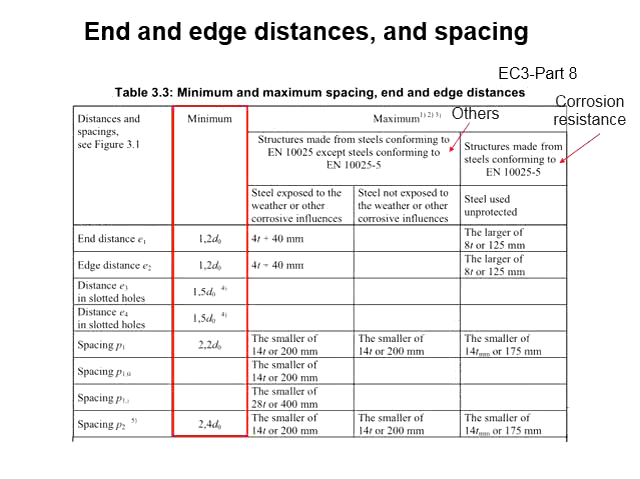 End and edge distances, and spacing
EC3-Part 8
Table 3.3: Minimum and maximum spacing, end and edge distances
Corrosion
resistance
Others
Distances and
spacings,
see Figure 3.1
Minimum
Maximum 1) 2) 3)
Structures made from steels conforming to
EN 10025 except steels conforming to
EN 10025-5
Structures made from
steels conforming to
EN 10025-5
Steel exposed to the
weather or other
corrosive influences
Steel not exposed to
the weather or other
corrosive influences
Steel used
unprotected
End distance e1
1,2d0
4t + 40 mm
The larger of
8t or 125 mm
Edge distance e2
1,2d0
4t + 40 mm
The larger of
8t or 125 mm
Distance e3
in slotted holes
1,5d0 4)
Distance e4
in slotted holes
1,5d0 4)
Spacing p1
2,2d0
The smaller of
14t or 200 mm
The smaller of
14t or 200 mm
The smaller of
14tmin or 175 mm
Spacing p1,0
The smaller of
14t or 200 mm
Spacing p1,i
The smaller of
28t or 400 mm
Spacing p2 5)
2,4d0
The smaller of
14t or 200 mm
The smaller of
14t or 200 mm
The smaller of
14tmin or 175 mm